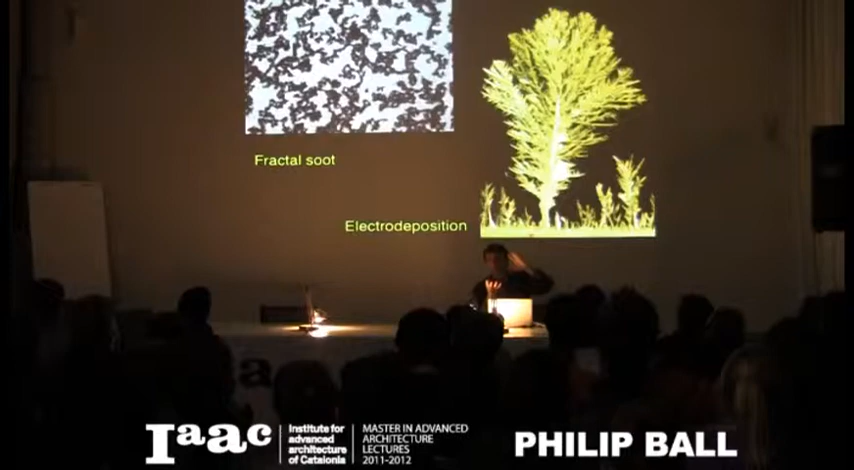 Fractal soot
Electrodeposition
Iaac
Institute for
advanced
architecture
of Catalonia
MASTER IN ADVANCED
ARCHITECTURE
LECTURES
2011-2012
PHILIP BALL